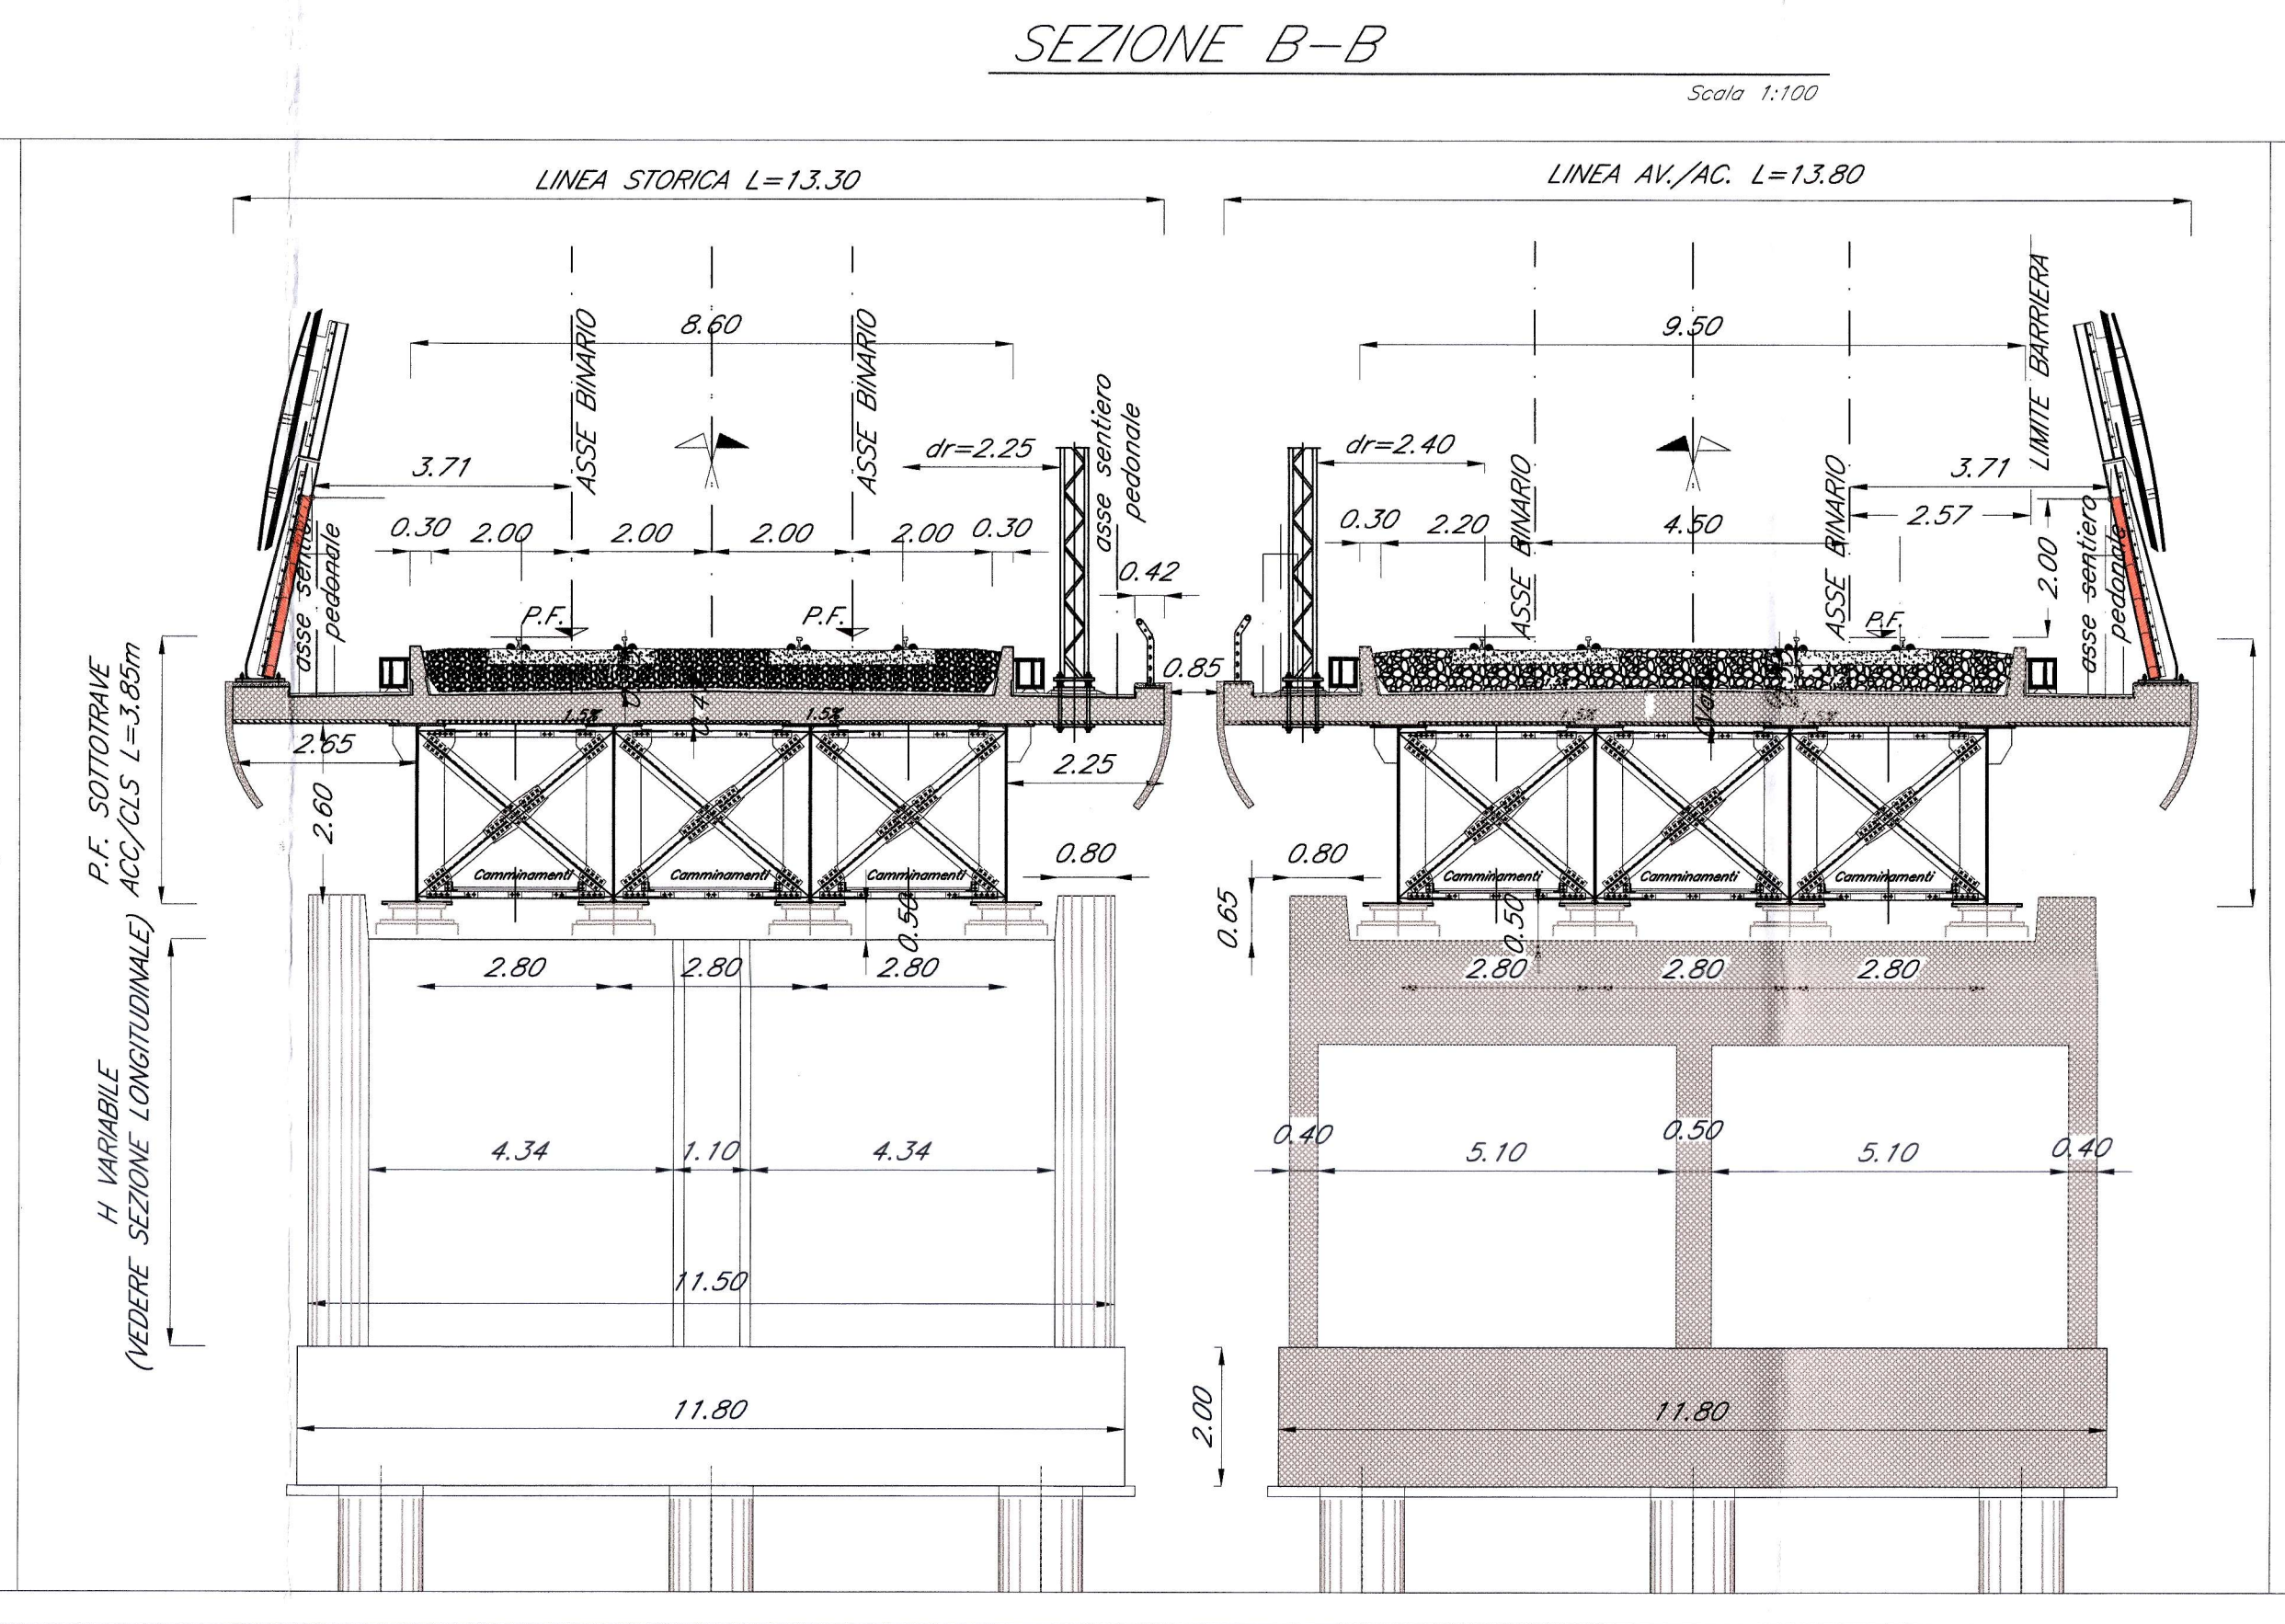 SEZIONE B-B
Scala 1:100
LINEA STORICA L=13.30
LINEA AV./AC. L=13.80
8.60
9.50
ASSE BINARIO
ASSE BINARIO
ASSE BINARIO
ASSE BINARIO
LIMITE BARRIERA
3.71
dr=2.25
dr=2.40
3.71
asse sentiero
pedonale
0.30 2.00 2.00 2.00 2.00 0.30
0.30 2.20 4.50 2.57
2.00
0.42
asse
pedonale
asse sentiero
pedonale
P.F.
P.F.
P.F.
0.85
1.5%
1.5%
1.5%
1.5%
P.F. SOTTOTRAVE
ACC/CLS L=3.85m
2.65
2.60
2.25
0.80
0.80
0.65
Camminamenti
Camminamenti
Camminamenti
Camminamenti
Camminamenti
Camminamenti
0.50
0.50
2.80 2.80 2.80
2.80 2.80 2.80
H VARIABILE
(VEDERE SEZIONE LONGITUDINALE)
4.34 1.10 4.34
0.40 5.10 0.50 5.10 0.40
11.50
11.80
2.00
11.80